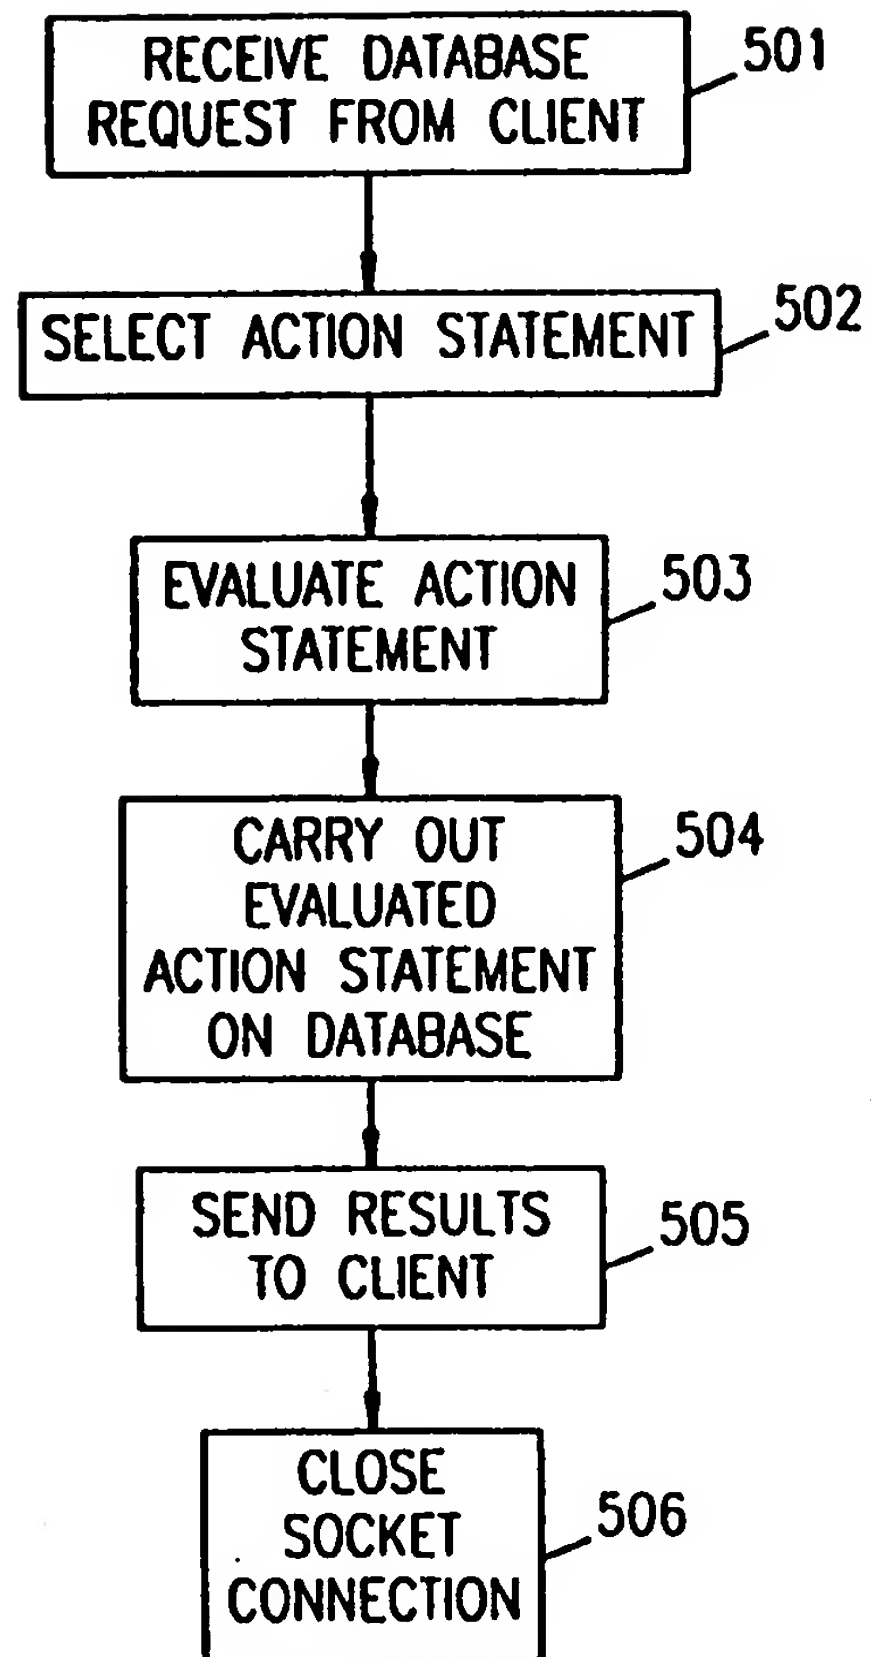 RECEIVE DATABASE
REQUEST FROM CLIENT
501
SELECT ACTION STATEMENT
502
EVALUATE ACTION
STATEMENT
503
CARRY OUT
EVALUATED
ACTION STATEMENT
ON DATABASE
504
SEND RESULTS
TO CLIENT
505
CLOSE
SOCKET
CONNECTION
506